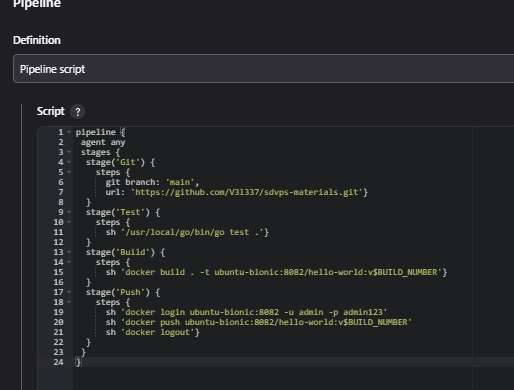 Pipeline
Definition
Pipeline script
Script ?
1 pipeline {
2 agent any
3 stages {
4 stage('Git') {
5 steps {
6 git branch: 'main',
7 url: 'https://github.com/V3l337/sdvps-materials.git'}
8 }
9 stage('Test') {
10 steps {
11 sh '/usr/local/go/bin/go test .'}
12 }
13 stage('Build') {
14 steps {
15 sh 'docker build . -t ubuntu-bionic:8082/hello-world:v$BUILD_NUMBER'}
16 }
17 stage('Push') {
18 steps {
19 sh 'docker login ubuntu-bionic:8082 -u admin -p admin123'
20 sh 'docker push ubuntu-bionic:8082/hello-world:v$BUILD_NUMBER'
21 sh 'docker logout'}
22 }
23 }
24 }